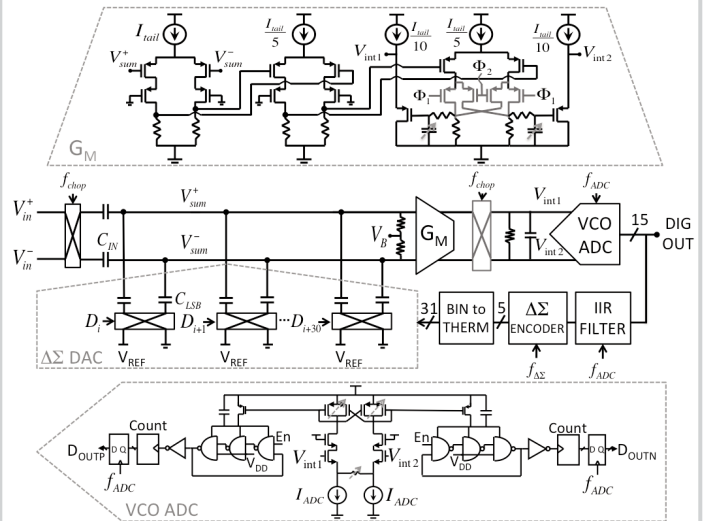 I_tail I_tail/5 I_tail/10 I_tail/5 I_tail/10
V_sum^+ V_sum^- V_int1 V_int2
Φ_2
Φ_1 Φ_1
G_M
f_chop f_chop f_ADC
V_in^+ V_sum^+ V_int1
C_IN V_B G_M VCO ADC 15 DIG OUT
V_in^- V_sum^- V_int2
C_LSB
D_i D_i+1 ···D_i+30
V_REF V_REF V_REF
ΔΣ DAC
31 BIN to THERM 5 ΔΣ ENCODER IIR FILTER
f_ΔΣ f_ADC
Count En En Count
D_OUTP D Q V_DD V_int1 V_int2 V_DD D Q D_OUTN
f_ADC I_ADC I_ADC f_ADC
VCO ADC